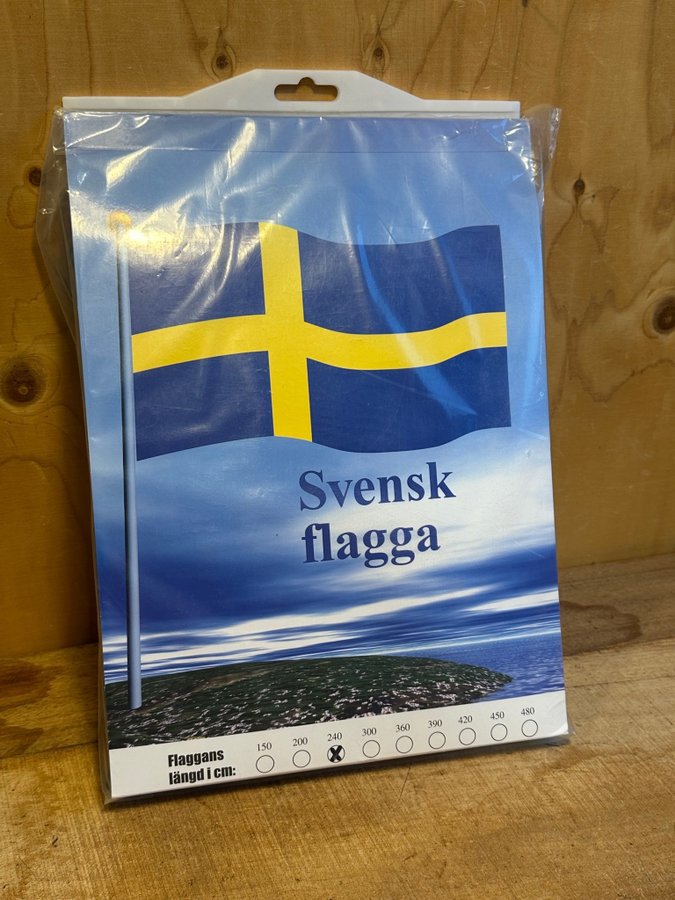 Svensk
flagga
Flaggans
längd i cm:
150 200 240 300 360 390 420 450 480
X